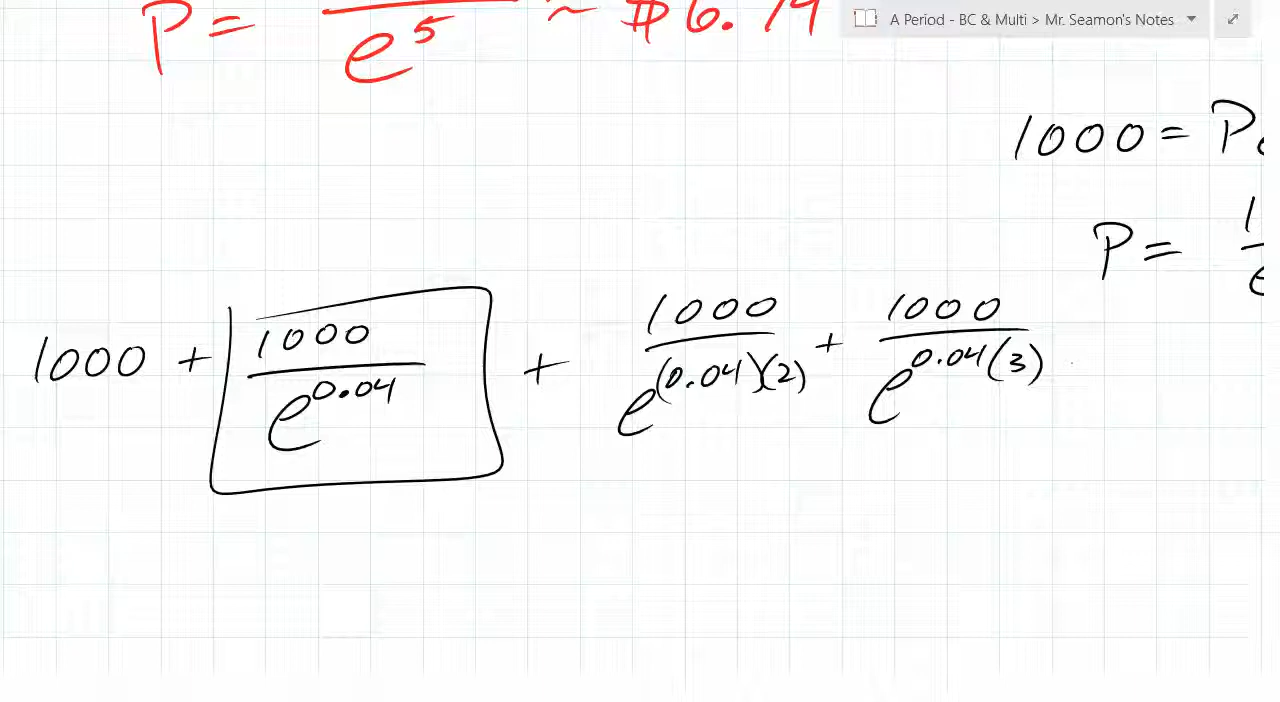 P = ――― / e^5 ~ $6.74
A Period - BC & Multi > Mr. Seamon's Notes
1000 = P
P = 1 / e
1000 + 1000/e^0.04 + 1000/e^(0.04)(2) + 1000/e^0.04(3)